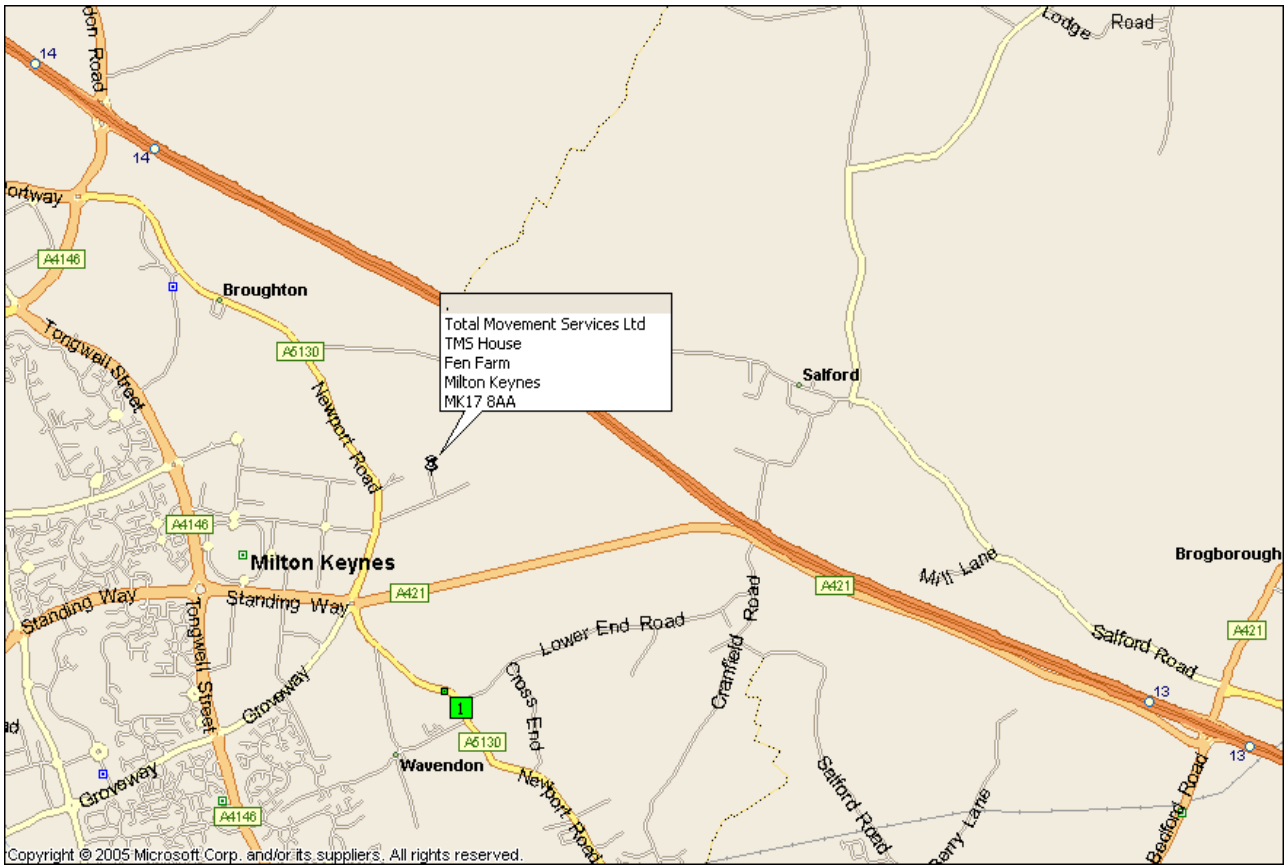 Lodge Road
don Road
14
14
ortway
A4146
Broughton
.
Total Movement Services Ltd
TMS House
Fen Farm
Milton Keynes
MK17 8AA
Tongwell Street
A5130
Newport Road
Salford
A4146
Milton Keynes
Brogborough
Mill Lane
A421
A421
Standing Way
Standing Way
Tongwell Street
Lower End Road
Cranfield Road
A421
Salford Road
Cross End
Groveway
13
1
ad
A5130
13
Wavendon
Newport Road
Groveway
A4146
Salford Road
Berry Lane
Bedford Road
Copyright © 2005 Microsoft Corp. and/or its suppliers. All rights reserved.